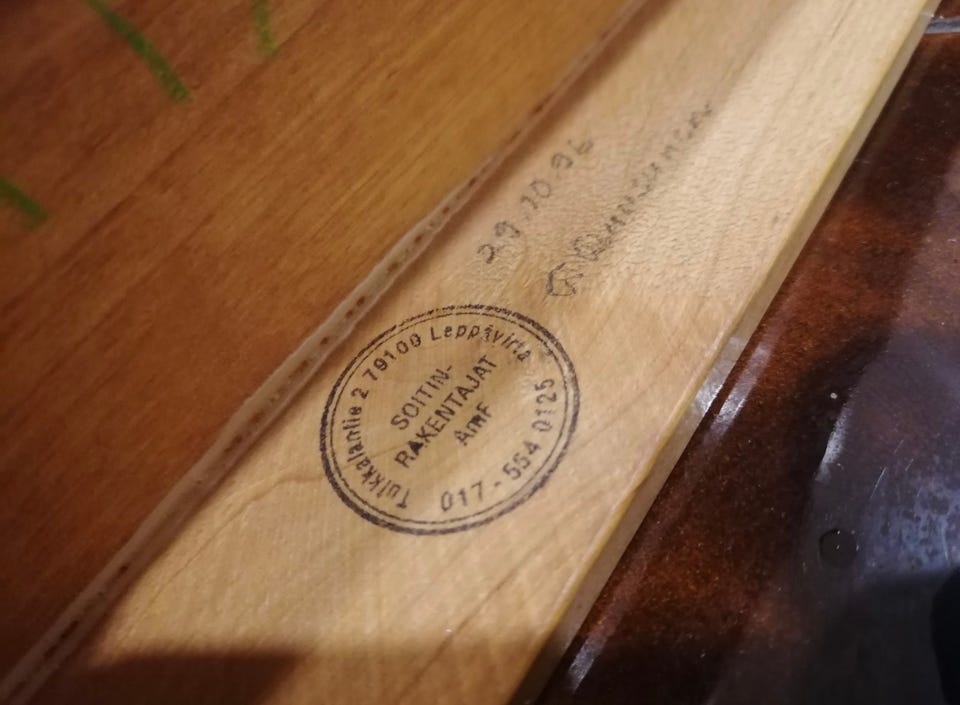 29.10.96
Tulkkalantie 2 79100 Leppävirta
SOITIN-
RAKENTAJAT
AmF
017-554 0125